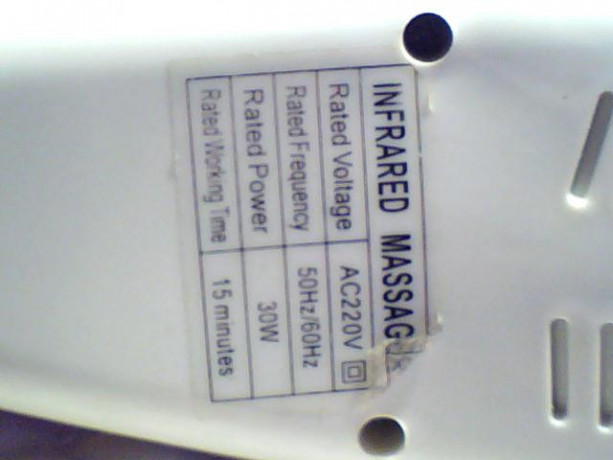 INFRARED MASSAG
Rated Voltage AC220V
Rated Frequency 50Hz/60Hz
Rated Power 30W
Rated Working Time 15 minutes